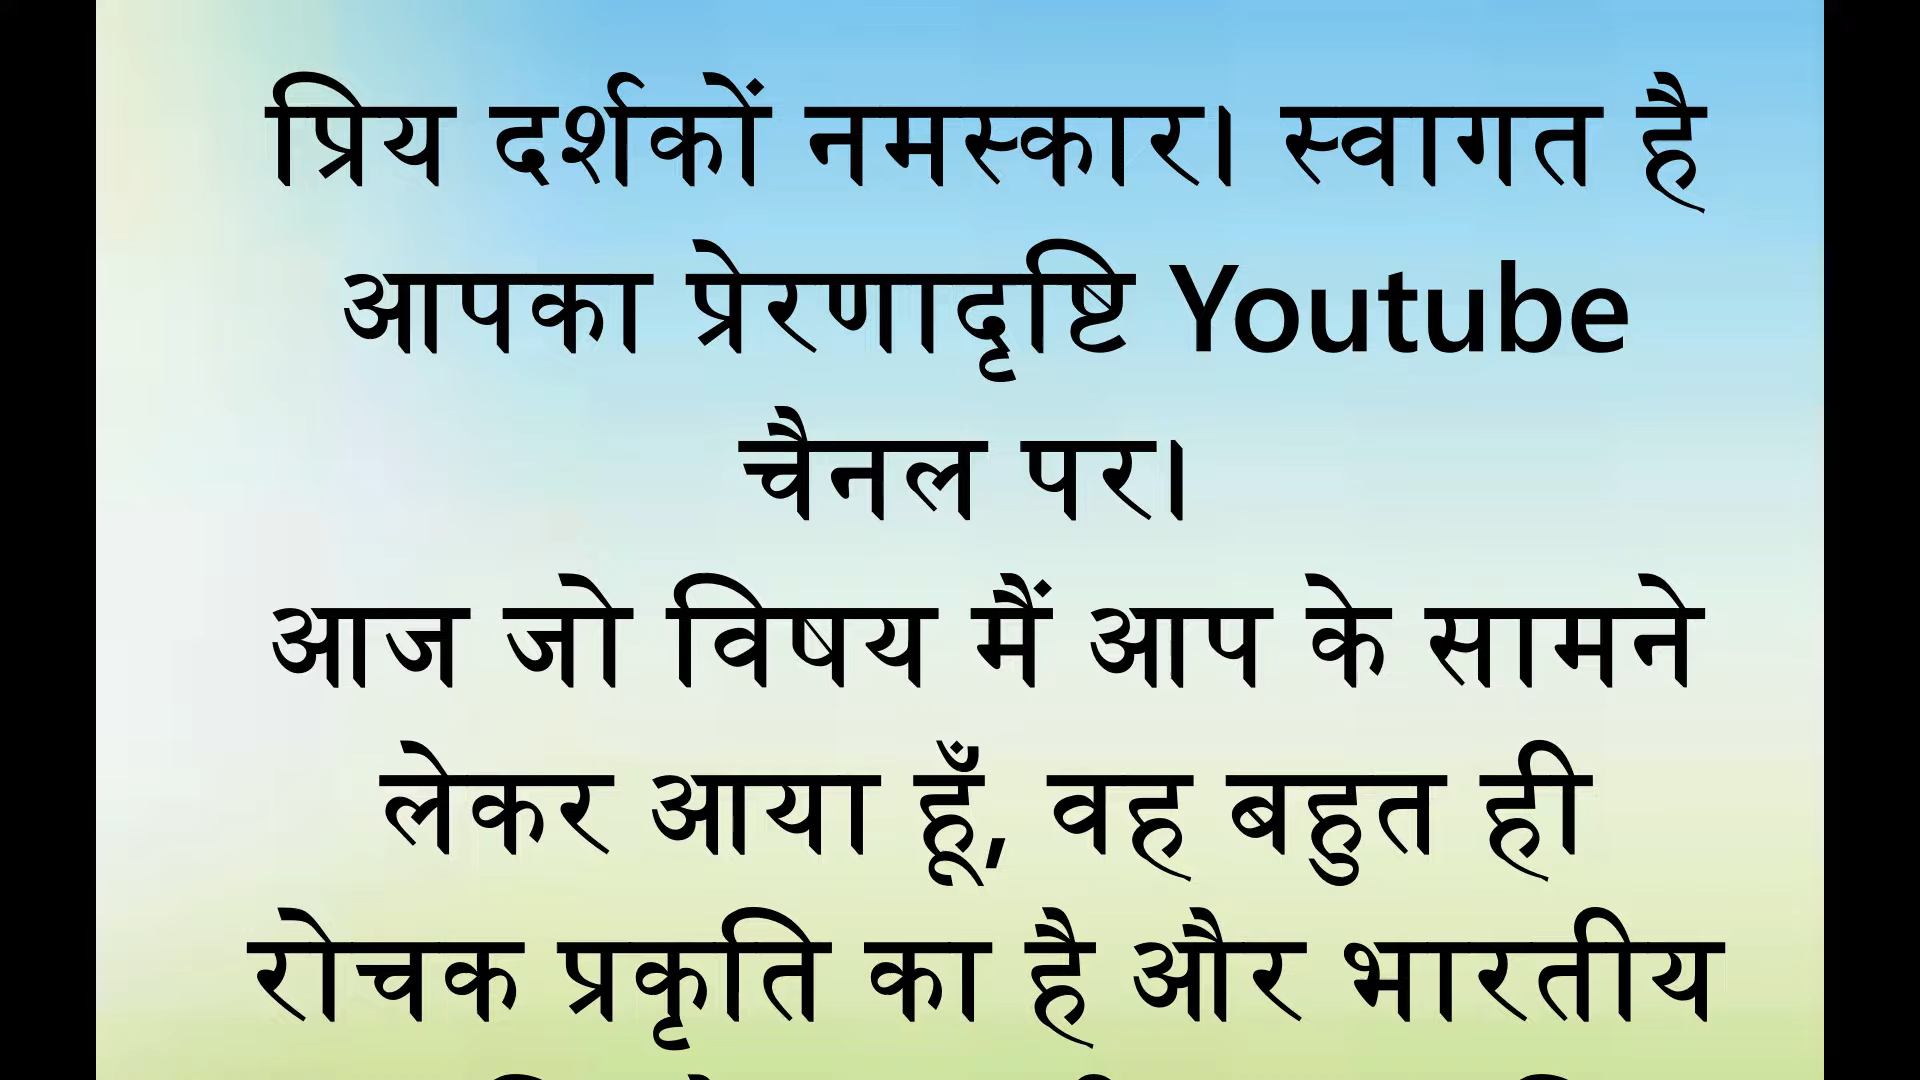 प्रिय दर्शकों नमस्कार। स्वागत है
आपका प्रेरणादृष्टि Youtube
चैनल पर।
आज जो विषय मैं आप के सामने
लेकर आया हूँ, वह बहुत ही
रोचक प्रकृति का है और भारतीय